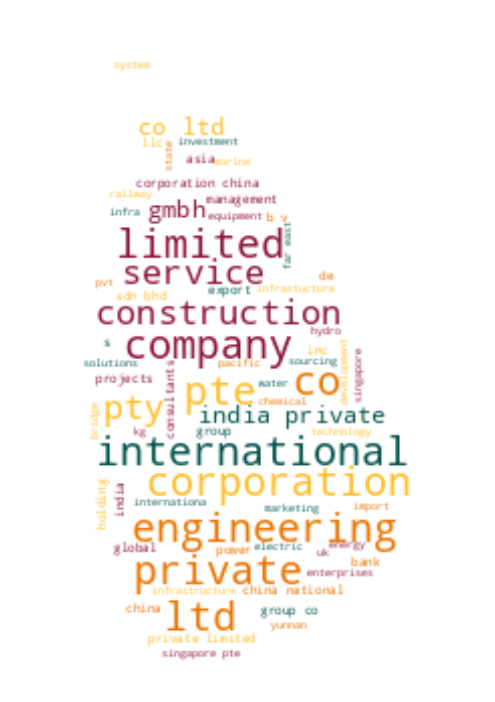 system
co ltd
llc
investment
state
asia
marine
corporation china
railway
management
infra
gmbh
equipment
b v
limited
far east
service
de
pvt
export
infrastucture
sdn bhd
construction
hydro
s
company
inc
solutions
pacific
sourcing
development
singapore
projects
consultants
water
co
pte
chemical
pty
india private
bridge
kg
group
technology
international
corporation
holding
india
internationa
marketing
import
engineering
global
power
electric
uk
energy
private
bank
enterprises
infrastructure
china national
china
ltd
group co
yunnan
private limited
singapore pte